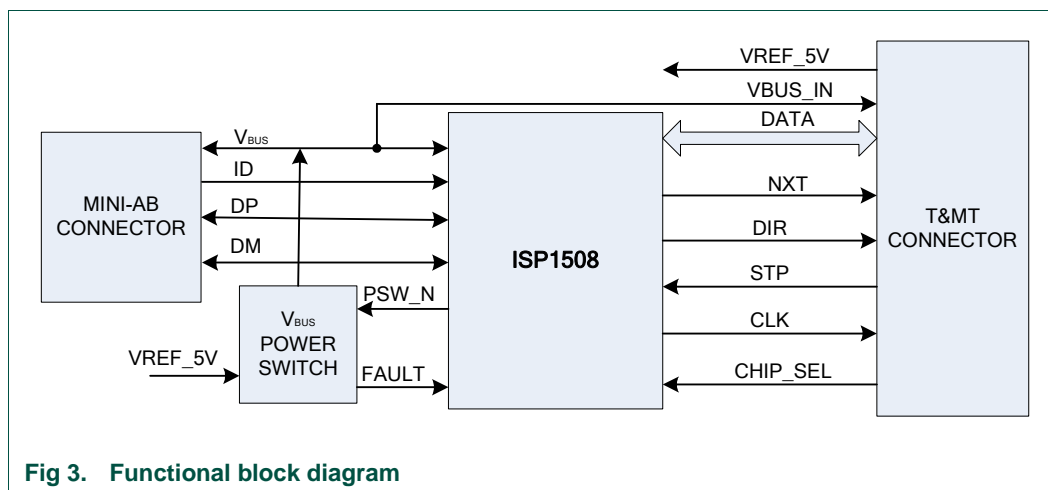 VREF_5V
VBUS_IN
DATA
VBUS
ID
DP
DM
MINI-AB
CONNECTOR
ISP1508
NXT
DIR
STP
CLK
CHIP_SEL
T&MT
CONNECTOR
PSW_N
VBUS
POWER
SWITCH
VREF_5V
FAULT
Fig 3. Functional block diagram